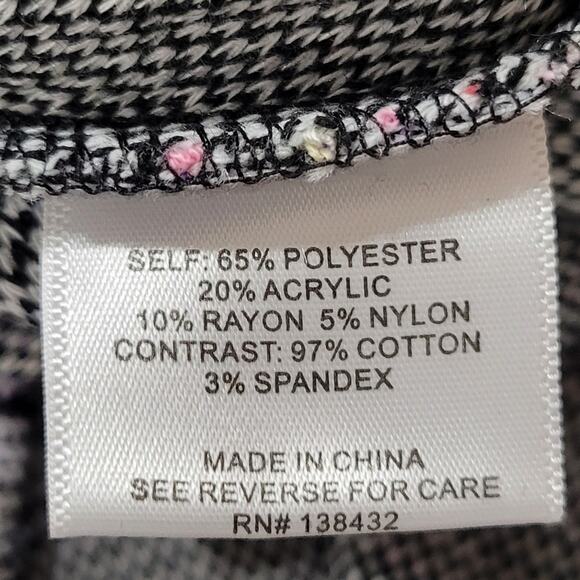 SELF: 65% POLYESTER
20% ACRYLIC
10% RAYON 5% NYLON
CONTRAST: 97% COTTON
3% SPANDEX
MADE IN CHINA
SEE REVERSE FOR CARE
RN# 138432